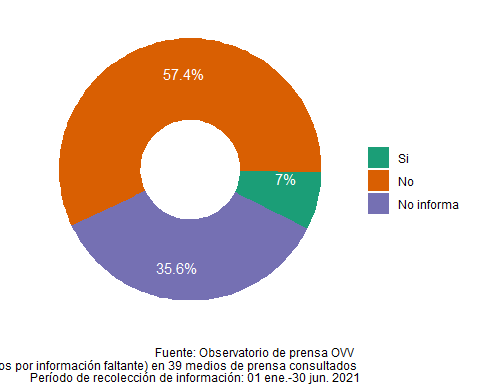 57.4%
7%
35.6%
Si
No
No informa
Fuente: Observatorio de prensa OVV
os por información faltante) en 39 medios de prensa consultados
Período de recolección de información: 01 ene.-30 jun. 2021